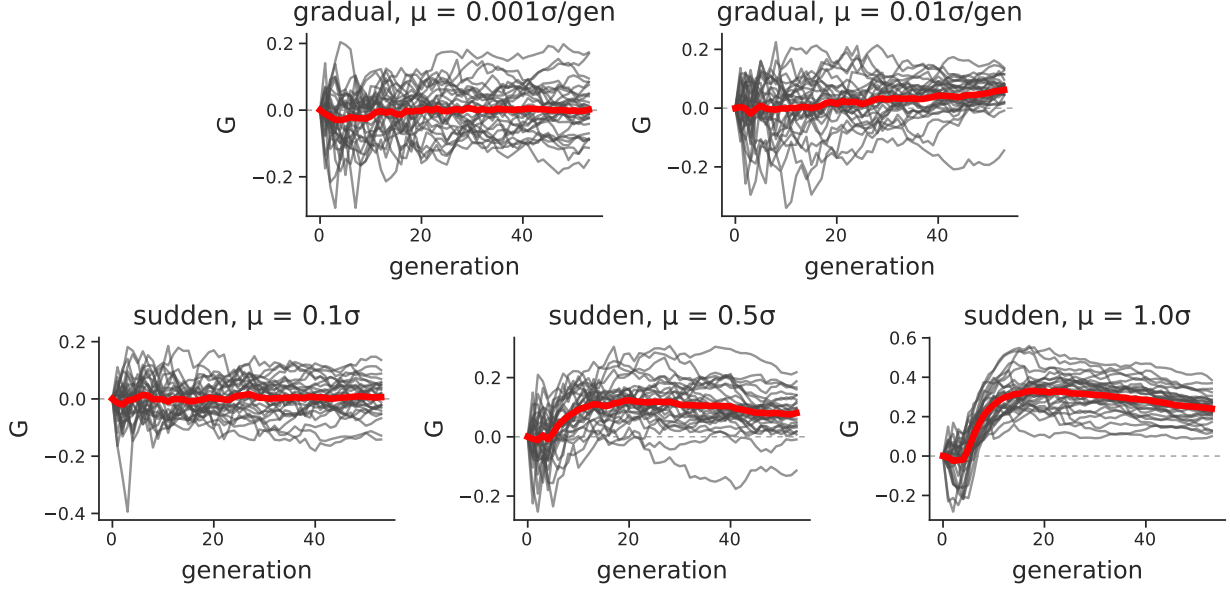 gradual, μ = 0.001σ/gen
gradual, μ = 0.01σ/gen
0.2
0.0
−0.2
G
0
20
40
generation
0.2
0.0
−0.2
G
0
20
40
generation
sudden, μ = 0.1σ
sudden, μ = 0.5σ
sudden, μ = 1.0σ
0.2
0.0
−0.2
−0.4
G
0
20
40
generation
0.2
0.0
−0.2
G
0
20
40
generation
0.6
0.4
0.2
0.0
−0.2
G
0
20
40
generation